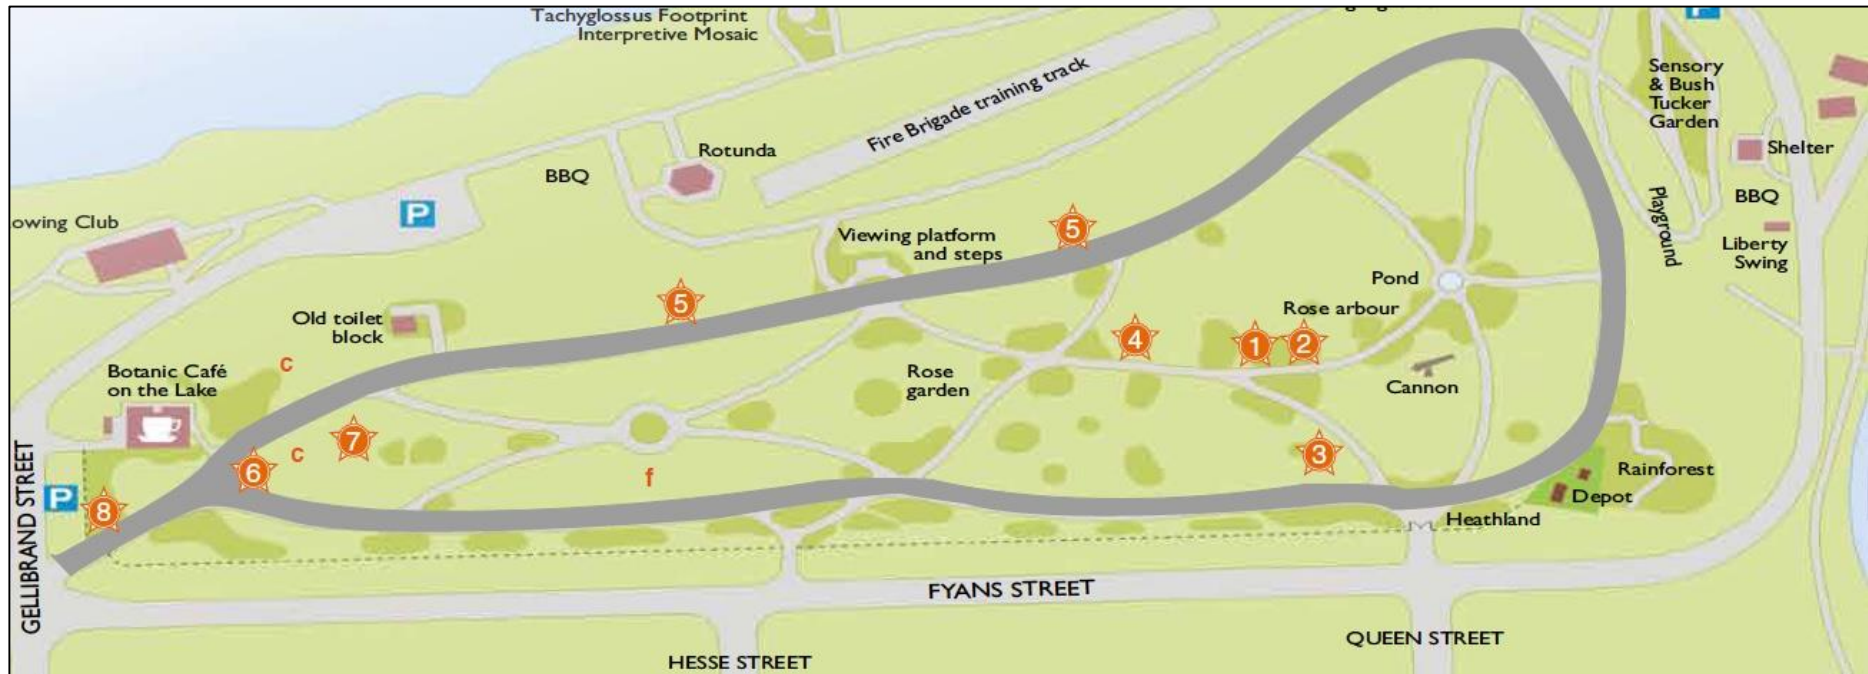 Tachyglossus Footprint
Interpretive Mosaic
P
Sensory
& Bush
Tucker
Garden
Fire Brigade training track
Rotunda
BBQ
Shelter
P
Playground
BBQ
owing Club
5
Viewing platform
and steps
Liberty
Swing
Pond
5
Rose arbour
Old toilet
block
4
1
2
c
Botanic Café
on the Lake
Rose
garden
Cannon
7
c
6
3
f
Rainforest
P
8
Depot
Heathland
GELLIBRAND STREET
FYANS STREET
QUEEN STREET
HESSE STREET